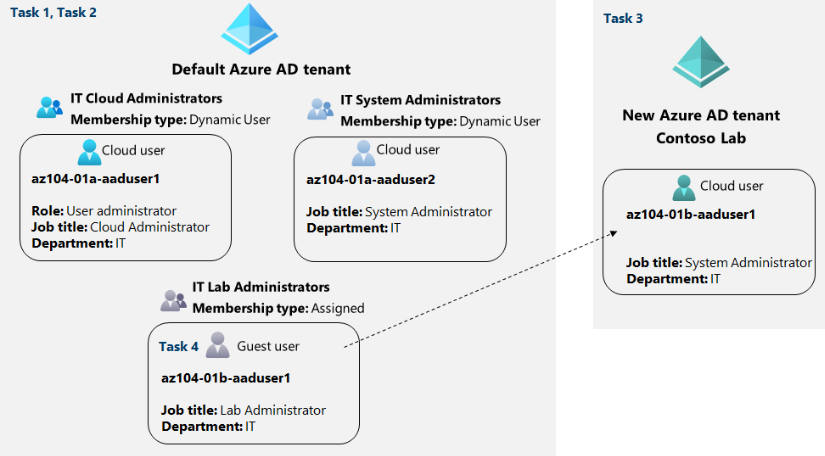 Task 1, Task 2
Default Azure AD tenant
IT Cloud Administrators
Membership type: Dynamic User
Cloud user
az104-01a-aaduser1
Role: User administrator
Job title: Cloud Administrator
Department: IT
IT System Administrators
Membership type: Dynamic User
Cloud user
az104-01a-aaduser2
Job title: System Administrator
Department: IT
IT Lab Administrators
Membership type: Assigned
Task 4 Guest user
az104-01b-aaduser1
Job title: Lab Administrator
Department: IT
Task 3
New Azure AD tenant
Contoso Lab
Cloud user
az104-01b-aaduser1
Job title: System Administrator
Department: IT